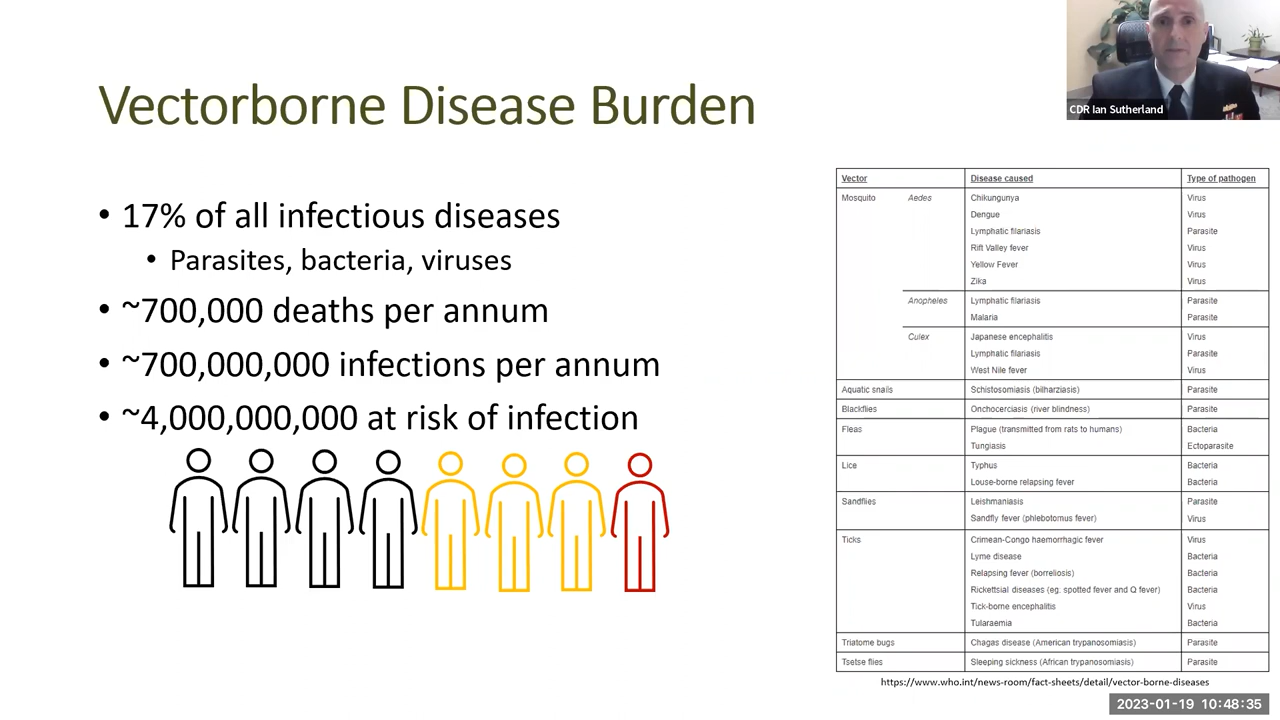 CDR Ian Sutherland
Vectorborne Disease Burden
• 17% of all infectious diseases
• Parasites, bacteria, viruses
• ~700,000 deaths per annum
• ~700,000,000 infections per annum
• ~4,000,000,000 at risk of infection
Vector Disease caused Type of pathogen
Mosquito Aedes Chikungunya Virus
Dengue Virus
Lymphatic filariasis Parasite
Rift Valley fever Virus
Yellow Fever Virus
Zika Virus
Anopheles Lymphatic filariasis Parasite
Malaria Parasite
Culex Japanese encephalitis Virus
Lymphatic filariasis Parasite
West Nile fever Virus
Aquatic snails Schistosomiasis (bilharziasis) Parasite
Blackflies Onchocerciasis (river blindness) Parasite
Fleas Plague (transmitted from rats to humans) Bacteria
Tungiasis Ectoparasite
Lice Typhus Bacteria
Louse-borne relapsing fever Bacteria
Sandflies Leishmaniasis Parasite
Sandfly fever (phlebotomus fever) Virus
Ticks Crimean-Congo haemorrhagic fever Virus
Lyme disease Bacteria
Relapsing fever (borreliosis) Bacteria
Rickettsial diseases (eg: spotted fever and Q fever) Bacteria
Tick-borne encephalitis Virus
Tularaemia Bacteria
Triatome bugs Chagas disease (American trypanosomiasis) Parasite
Tsetse flies Sleeping sickness (African trypanosomiasis) Parasite
https://www.who.int/news-room/fact-sheets/detail/vector-borne-diseases
2023-01-19 10:48:35